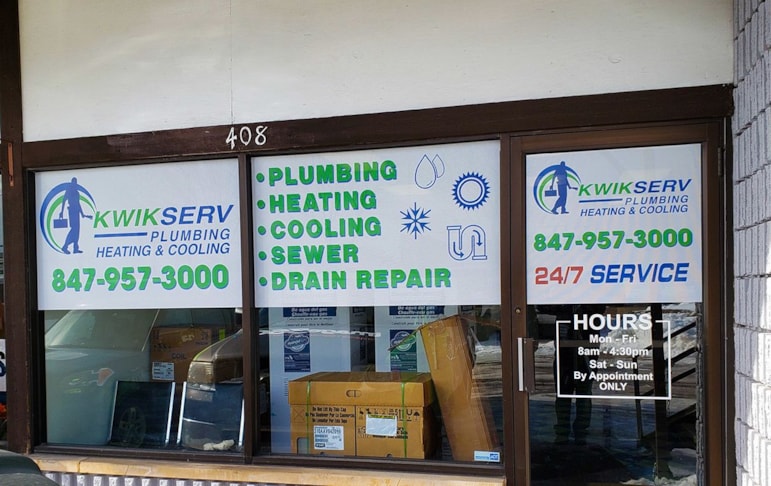 408
KWIKSERV
PLUMBING
HEATING & COOLING
847-957-3000
• PLUMBING
• HEATING
• COOLING
• SEWER
• DRAIN REPAIR
KWIKSERV
PLUMBING
HEATING & COOLING
847-957-3000
24/7 SERVICE
HOURS
Mon - Fri
8am - 4:30pm
Sat - Sun
By Appointment
ONLY